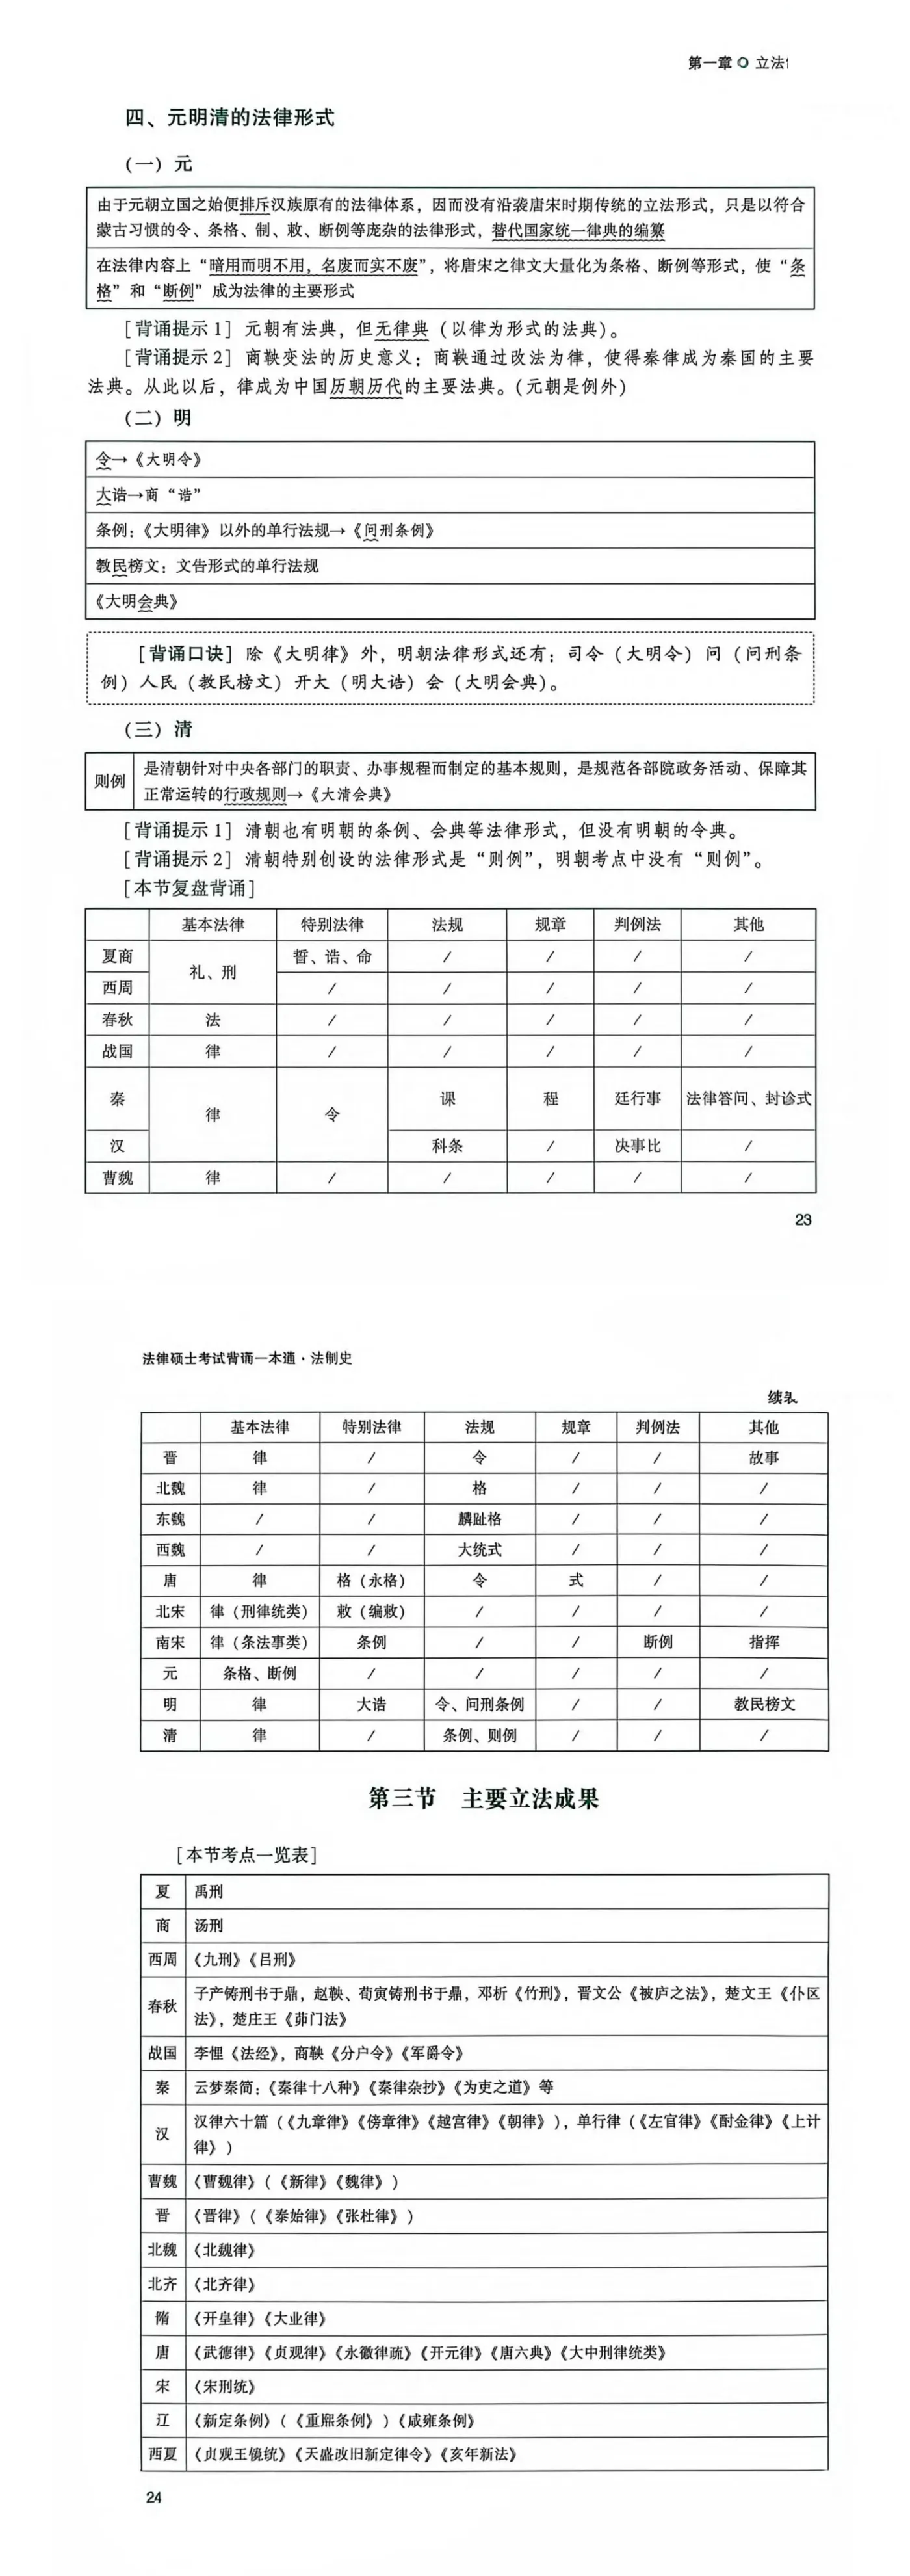 第一章 立法
四、元明清的法律形式
（一）元
由于元朝立国之始便排斥汉族原有的法律体系，因而没有沿袭唐宋时期传统的立法形式，只是以符合
蒙古习惯的令、条格、制、敕、断例等庞杂的法律形式，替代国家统一律典的编纂
在法律内容上“暗用而明不用，名废而实不废”，将唐宋之律文大量化为条格、断例等形式，使“条
格”和“断例”成为法律的主要形式
［背诵提示1］元朝有法典，但无律典（以律为形式的法典）。
［背诵提示2］商鞅变法的历史意义：商鞅通过改法为律，使得秦律成为秦国的主要
法典。从此以后，律成为中国历朝历代的主要法典。（元朝是例外）
（二）明
令→《大明令》
大诰→商“诰”
条例：《大明律》以外的单行法规→《问刑条例》
教民榜文：文告形式的单行法规
《大明会典》
［背诵口诀］除《大明律》外，明朝法律形式还有：司令（大明令）问（问刑条
例）人民（教民榜文）开大（明大诰）会（大明会典）。
（三）清
则例 是清朝针对中央各部门的职责、办事规程而制定的基本规则，是规范各部院政务活动、保障其
正常运转的行政规则→《大清会典》
［背诵提示1］清朝也有明朝的条例、会典等法律形式，但没有明朝的令典。
［背诵提示2］清朝特别创设的法律形式是“则例”，明朝考点中没有“则例”。
［本节复盘背诵］
基本法律 特别法律 法规 规章 判例法 其他
夏商 礼、刑 誓、诰、命 / / / /
西周 / / / / /
春秋 法 / / / / /
战国 律 / / / / /
秦 律 令 课 程 廷行事 法律答问、封诊式
汉 科条 / 决事比 /
曹魏 律 / / / / /
23
法律硕士考试背诵一本通·法制史
续表
基本法律 特别法律 法规 规章 判例法 其他
晋 律 / 令 / / 故事
北魏 律 / 格 / / /
东魏 / / 麟趾格 / / /
西魏 / / 大统式 / / /
唐 律 格（永格） 令 式 / /
北宋 律（刑律统类） 敕（编敕） / / / /
南宋 律（条法事类） 条例 / / 断例 指挥
元 条格、断例 / / / / /
明 律 大诰 令、问刑条例 / / 教民榜文
清 律 / 条例、则例 / / /
第三节 主要立法成果
［本节考点一览表］
夏 禹刑
商 汤刑
西周 《九刑》《吕刑》
春秋 子产铸刑书于鼎，赵鞅、荀寅铸刑书于鼎，邓析《竹刑》，晋文公《被庐之法》，楚文王《仆区
法》，楚庄王《茆门法》
战国 李悝《法经》，商鞅《分户令》《军爵令》
秦 云梦秦简：《秦律十八种》《秦律杂抄》《为吏之道》等
汉 汉律六十篇（《九章律》《傍章律》《越宫律》《朝律》），单行律（《左官律》《酎金律》《上计
律》）
曹魏 《曹魏律》（《新律》《魏律》）
晋 《晋律》（《泰始律》《张杜律》）
北魏 《北魏律》
北齐 《北齐律》
隋 《开皇律》《大业律》
唐 《武德律》《贞观律》《永徽律疏》《开元律》《唐六典》《大中刑律统类》
宋 《宋刑统》
辽 《新定条例》（《重熙条例》）《咸雍条例》
西夏 《贞观玉镜统》《天盛改旧新定律令》《亥年新法》
24